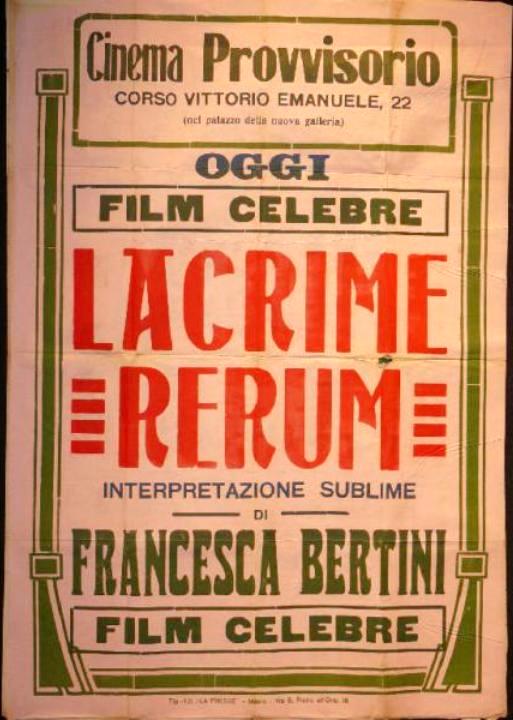 Cinema Provvisorio
CORSO VITTORIO EMANUELE, 22
(nel palazzo della nuova galleria)
OGGI
FILM CELEBRE
LACRIME
RERUM
INTERPRETAZIONE SUBLIME
DI
FRANCESCA BERTINI
FILM CELEBRE